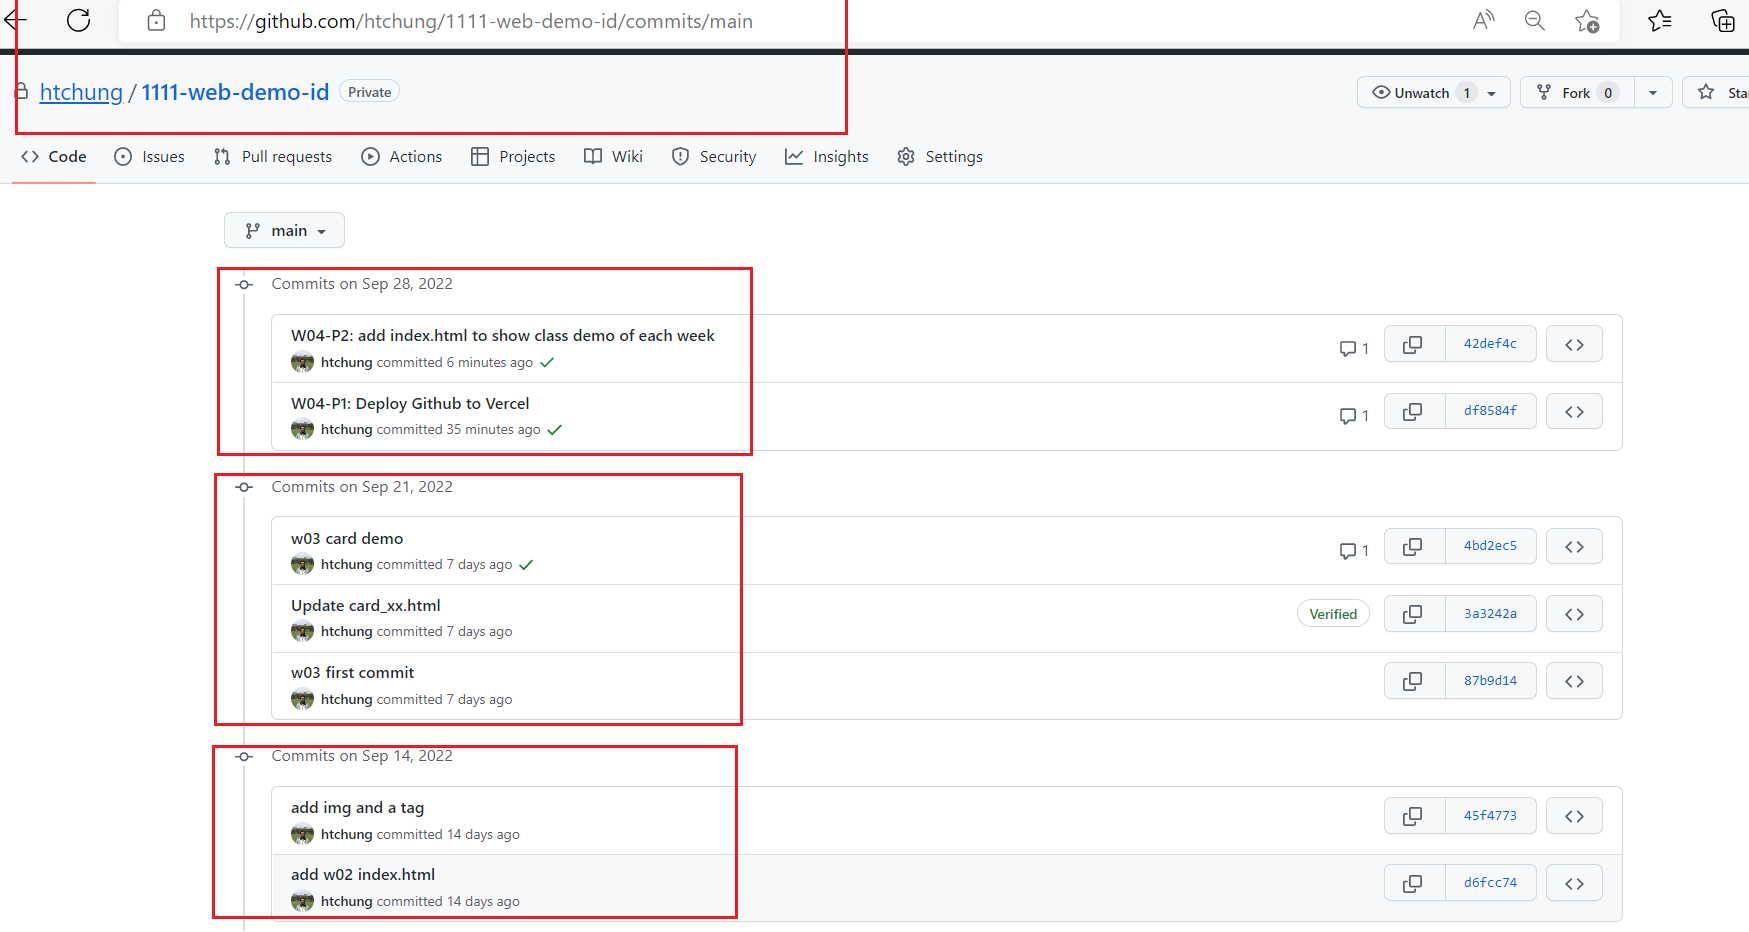 https://github.com/htchung/1111-web-demo-id/commits/main
htchung / 1111-web-demo-id Private
Unwatch 1 Fork 0
Code Issues Pull requests Actions Projects Wiki Security Insights Settings
main
Commits on Sep 28, 2022
W04-P2: add index.html to show class demo of each week
htchung committed 6 minutes ago
1 42def4c
W04-P1: Deploy Github to Vercel
htchung committed 35 minutes ago
1 df8584f
Commits on Sep 21, 2022
w03 card demo
htchung committed 7 days ago
1 4bd2ec5
Update card_xx.html
htchung committed 7 days ago
Verified 3a3242a
w03 first commit
htchung committed 7 days ago
87b9d14
Commits on Sep 14, 2022
add img and a tag
htchung committed 14 days ago
45f4773
add w02 index.html
htchung committed 14 days ago
d6fcc74